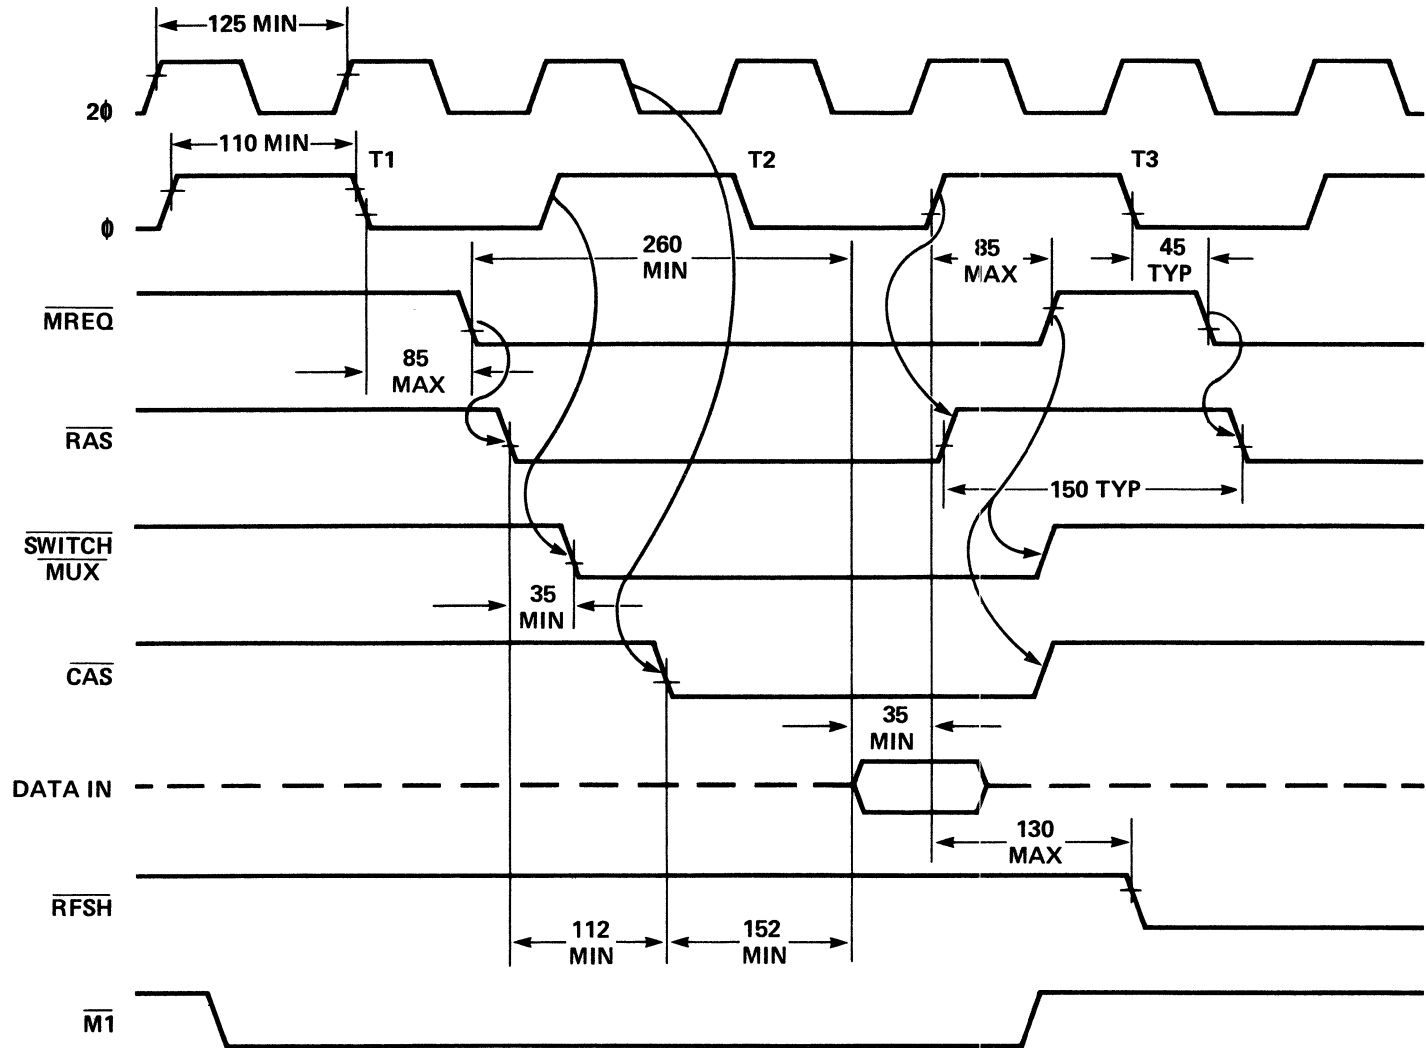 125 MIN
2ϕ
110 MIN
T1
T2
T3
ϕ
260
MIN
85
MAX
45
TYP
MREQ
85
MAX
RAS
150 TYP
SWITCH
MUX
35
MIN
CAS
35
MIN
DATA IN
130
MAX
RFSH
112
MIN
152
MIN
M1